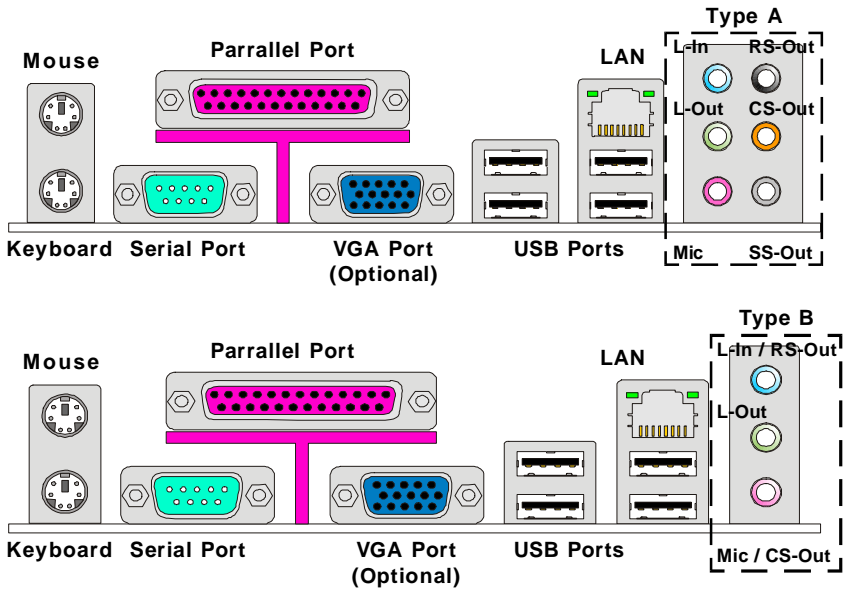 Type A
Parrallel Port
Mouse
LAN
L-In RS-Out
L-Out CS-Out
Keyboard Serial Port VGA Port USB Ports Mic SS-Out
(Optional)
Type B
Parrallel Port
Mouse
LAN
L-In / RS-Out
L-Out
Keyboard Serial Port VGA Port USB Ports Mic / CS-Out
(Optional)